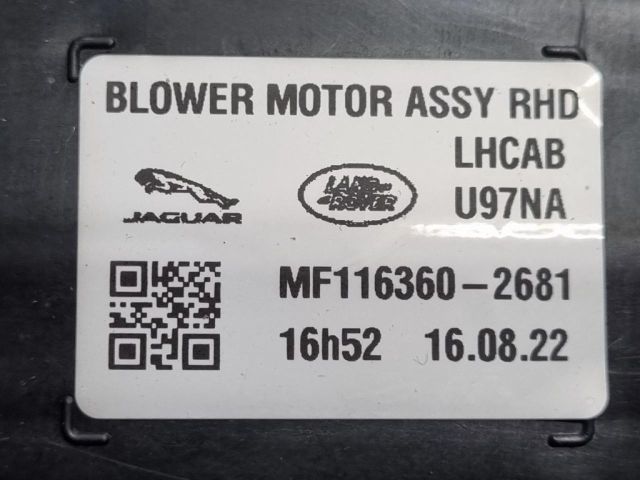 BLOWER MOTOR ASSY RHD
LHCAB
JAGUAR
LAND
ROVER
U97NA
MF116360-2681
16h52 16.08.22